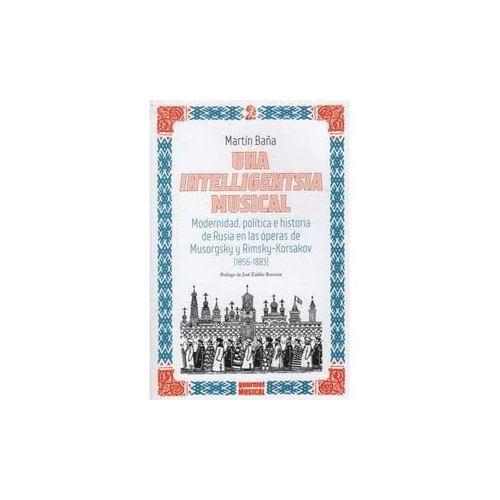 2
Martín Baña
UNA
INTELLIGENTSIA
MUSICAL
Modernidad, política e historia
de Rusia en las óperas de
Musorgsky y Rimsky-Korsakov
(1856-1883)
Prólogo de José Emilio Burucúa
gourmet
MUSICAL